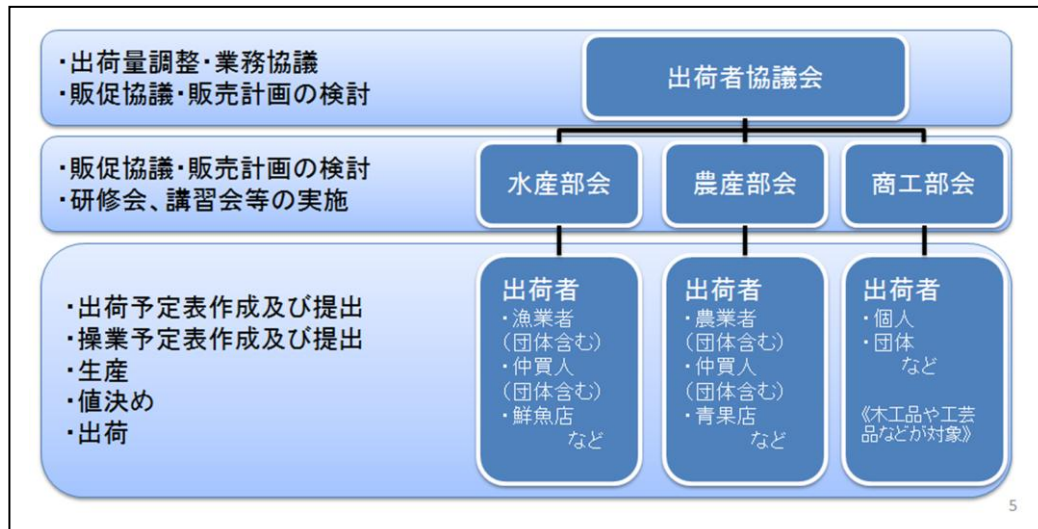 ・出荷量調整・業務協議
・販促協議・販売計画の検討
出荷者協議会
・販促協議・販売計画の検討
・研修会、講習会等の実施
水産部会
農産部会
商工部会
・出荷予定表作成及び提出
・操業予定表作成及び提出
・生産
・値決め
・出荷
出荷者
・漁業者
(団体含む)
・仲買人
(団体含む)
・鮮魚店
など
出荷者
・農業者
(団体含む)
・仲買人
(団体含む)
・青果店
など
出荷者
・個人
・団体
など
《木工品や工芸
品などが対象》
5